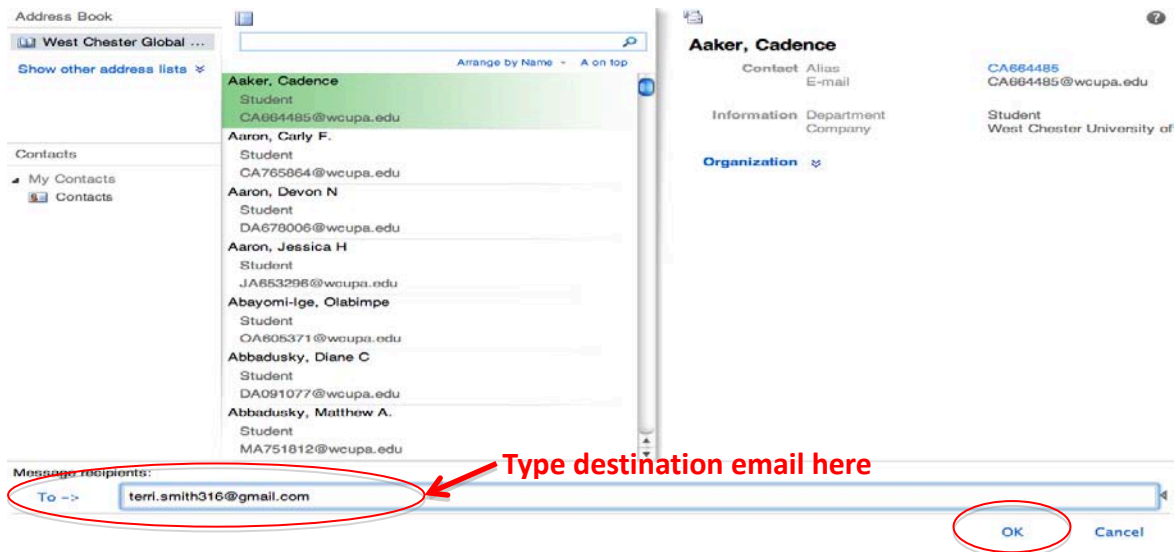 Address Book
West Chester Global ...
Show other address lists
Contacts
My Contacts
Contacts
Arrange by Name A on top
Aaker, Cadence
Student
CA664485@wcupa.edu
Aaron, Carly F.
Student
CA765864@wcupa.edu
Aaron, Devon N
Student
DA678006@wcupa.edu
Aaron, Jessica H
Student
JA653296@wcupa.edu
Abayomi-Ige, Olabimpe
Student
OA605371@wcupa.edu
Abbadusky, Diane C
Student
DA091077@wcupa.edu
Abbadusky, Matthew A.
Student
MA751812@wcupa.edu
Aaker, Cadence
Contact Alias CA664485
E-mail CA664485@wcupa.edu
Information Department Student
Company West Chester University of
Organization
Message recipients:
Type destination email here
To -> terri.smith316@gmail.com
OK Cancel